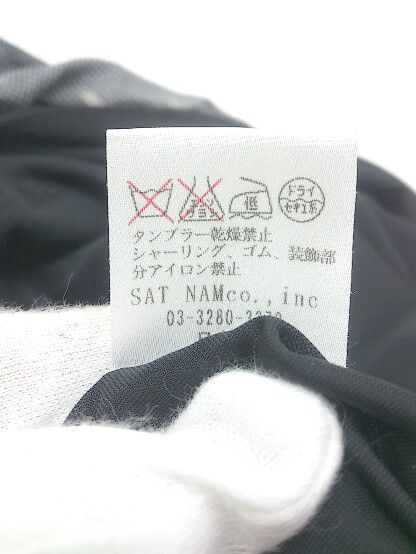 低 ドライ
セキユ系
タンブラー乾燥禁止
シャーリング、ゴム、装飾部
分アイロン禁止
SAT NAMco.,inc
03-3280-